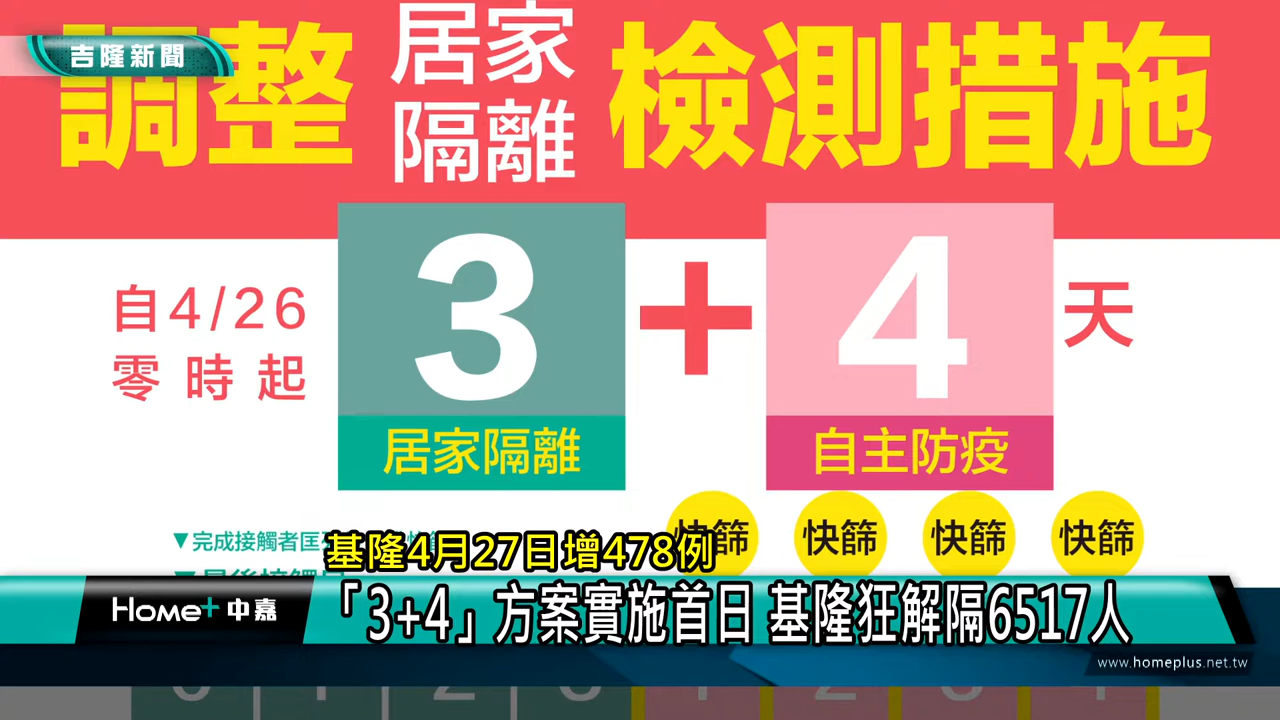 吉隆新聞
調整 居家隔離 檢測措施
自4/26
零時起
3 + 4 天
居家隔離 自主防疫
快篩 快篩 快篩 快篩
▼完成接觸者匡
基隆4月27日增478例
Home+中嘉
「3+4」方案實施首日 基隆狂解隔6517人
www.homeplus.net.tw